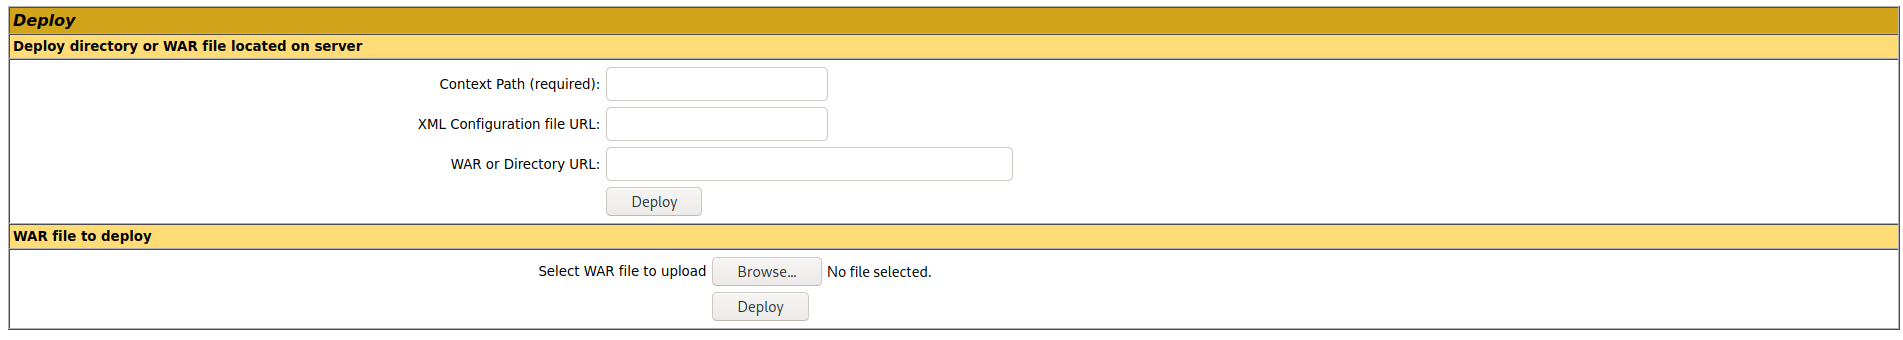 Deploy
Deploy directory or WAR file located on server
Context Path (required):
XML Configuration file URL:
WAR or Directory URL:
Deploy
WAR file to deploy
Select WAR file to upload Browse... No file selected.
Deploy